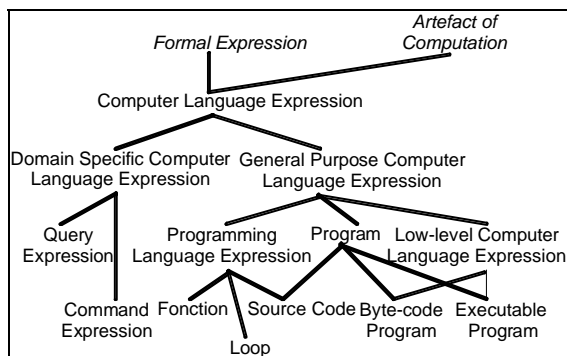 Formal Expression
Artefact of
Computation
Computer Language Expression
Domain Specific Computer
Language Expression
General Purpose Computer
Language Expression
Query
Expression
Programming
Language Expression
Program
Low-level Computer
Language Expression
Command
Expression
Fonction
Source Code
Byte-code
Program
Executable
Program
Loop